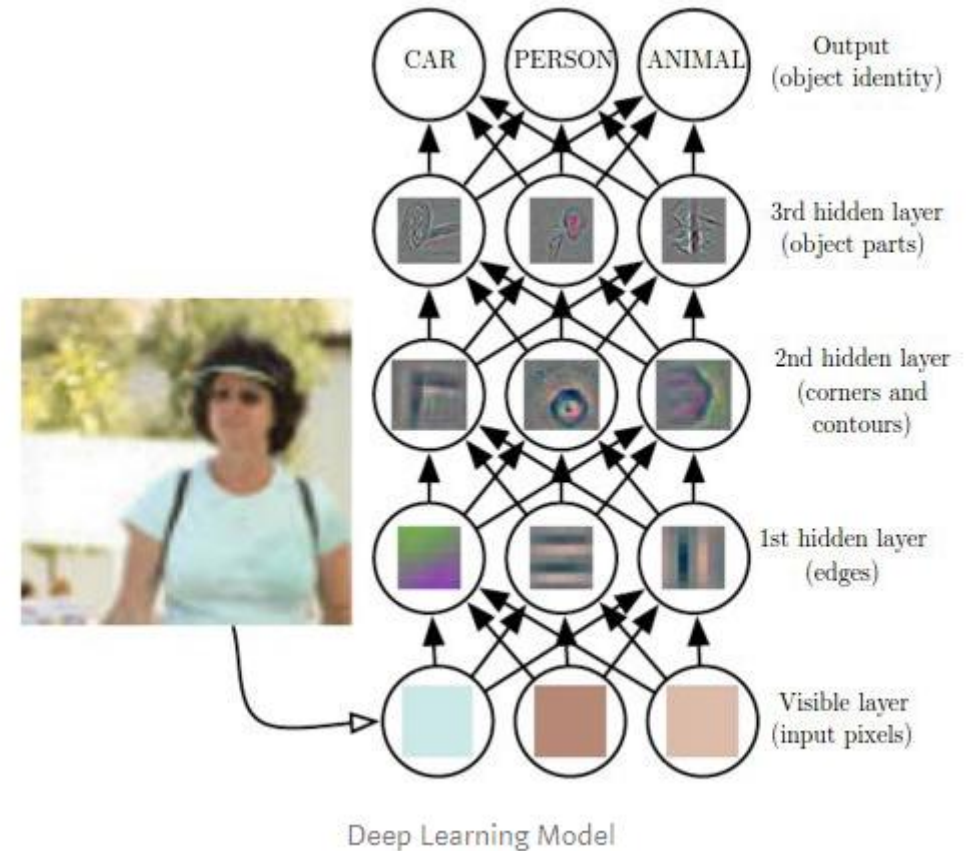 CAR PERSON ANIMAL
Output
(object identity)
3rd hidden layer
(object parts)
2nd hidden layer
(corners and
contours)
1st hidden layer
(edges)
Visible layer
(input pixels)
Deep Learning Model